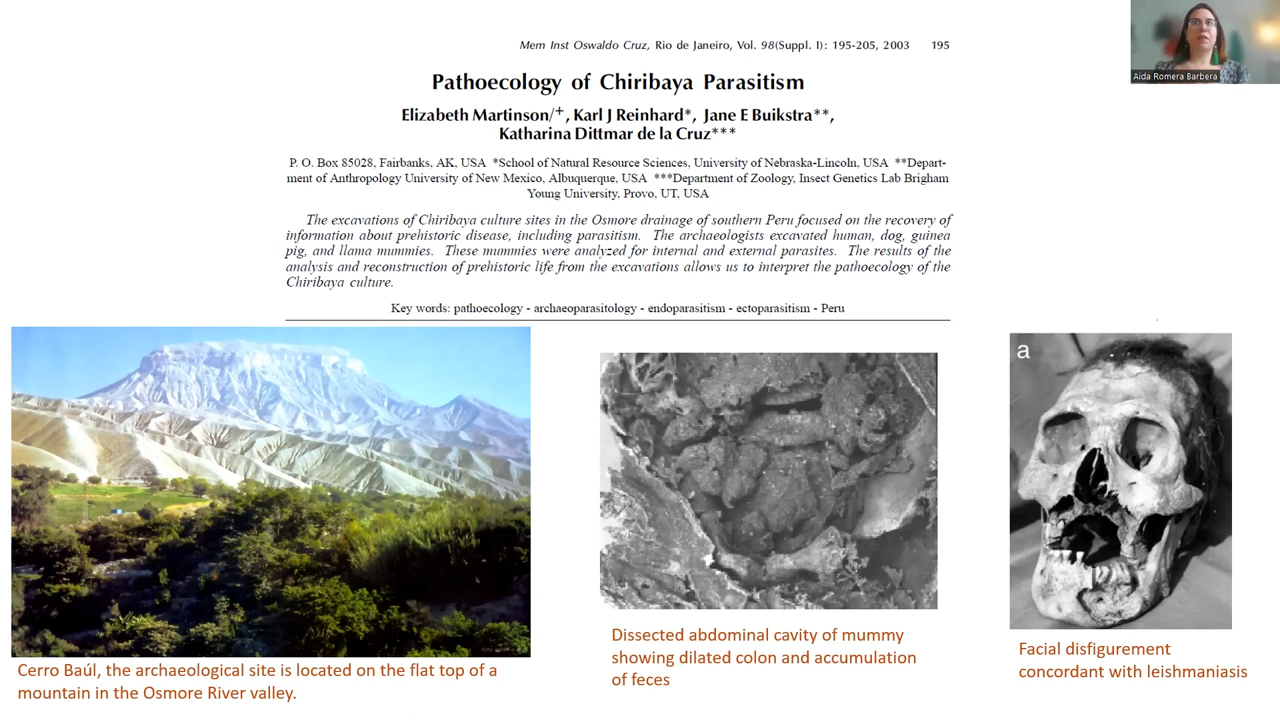 Mem Inst Oswaldo Cruz, Rio de Janeiro, Vol. 98(Suppl. I): 195-205, 2003 195
Aida Romera Barbera
Pathoecology of Chiribaya Parasitism
Elizabeth Martinson/+, Karl J Reinhard*, Jane E Buikstra**,
Katharina Dittmar de la Cruz***
P. O. Box 85028, Fairbanks, AK, USA *School of Natural Resource Sciences, University of Nebraska-Lincoln, USA **Depart-
ment of Anthropology University of New Mexico, Albuquerque, USA ***Department of Zoology, Insect Genetics Lab Brigham
Young University, Provo, UT, USA
The excavations of Chiribaya culture sites in the Osmore drainage of southern Peru focused on the recovery of
information about prehistoric disease, including parasitism. The archaeologists excavated human, dog, guinea
pig, and llama mummies. These mummies were analyzed for internal and external parasites. The results of the
analysis and reconstruction of prehistoric life from the excavations allows us to interpret the pathoecology of the
Chiribaya culture.
Key words: pathoecology - archaeoparasitology - endoparasitism - ectoparasitism - Peru
a
Cerro Baúl, the archaeological site is located on the flat top of a
mountain in the Osmore River valley.
Dissected abdominal cavity of mummy
showing dilated colon and accumulation
of feces
Facial disfigurement
concordant with leishmaniasis